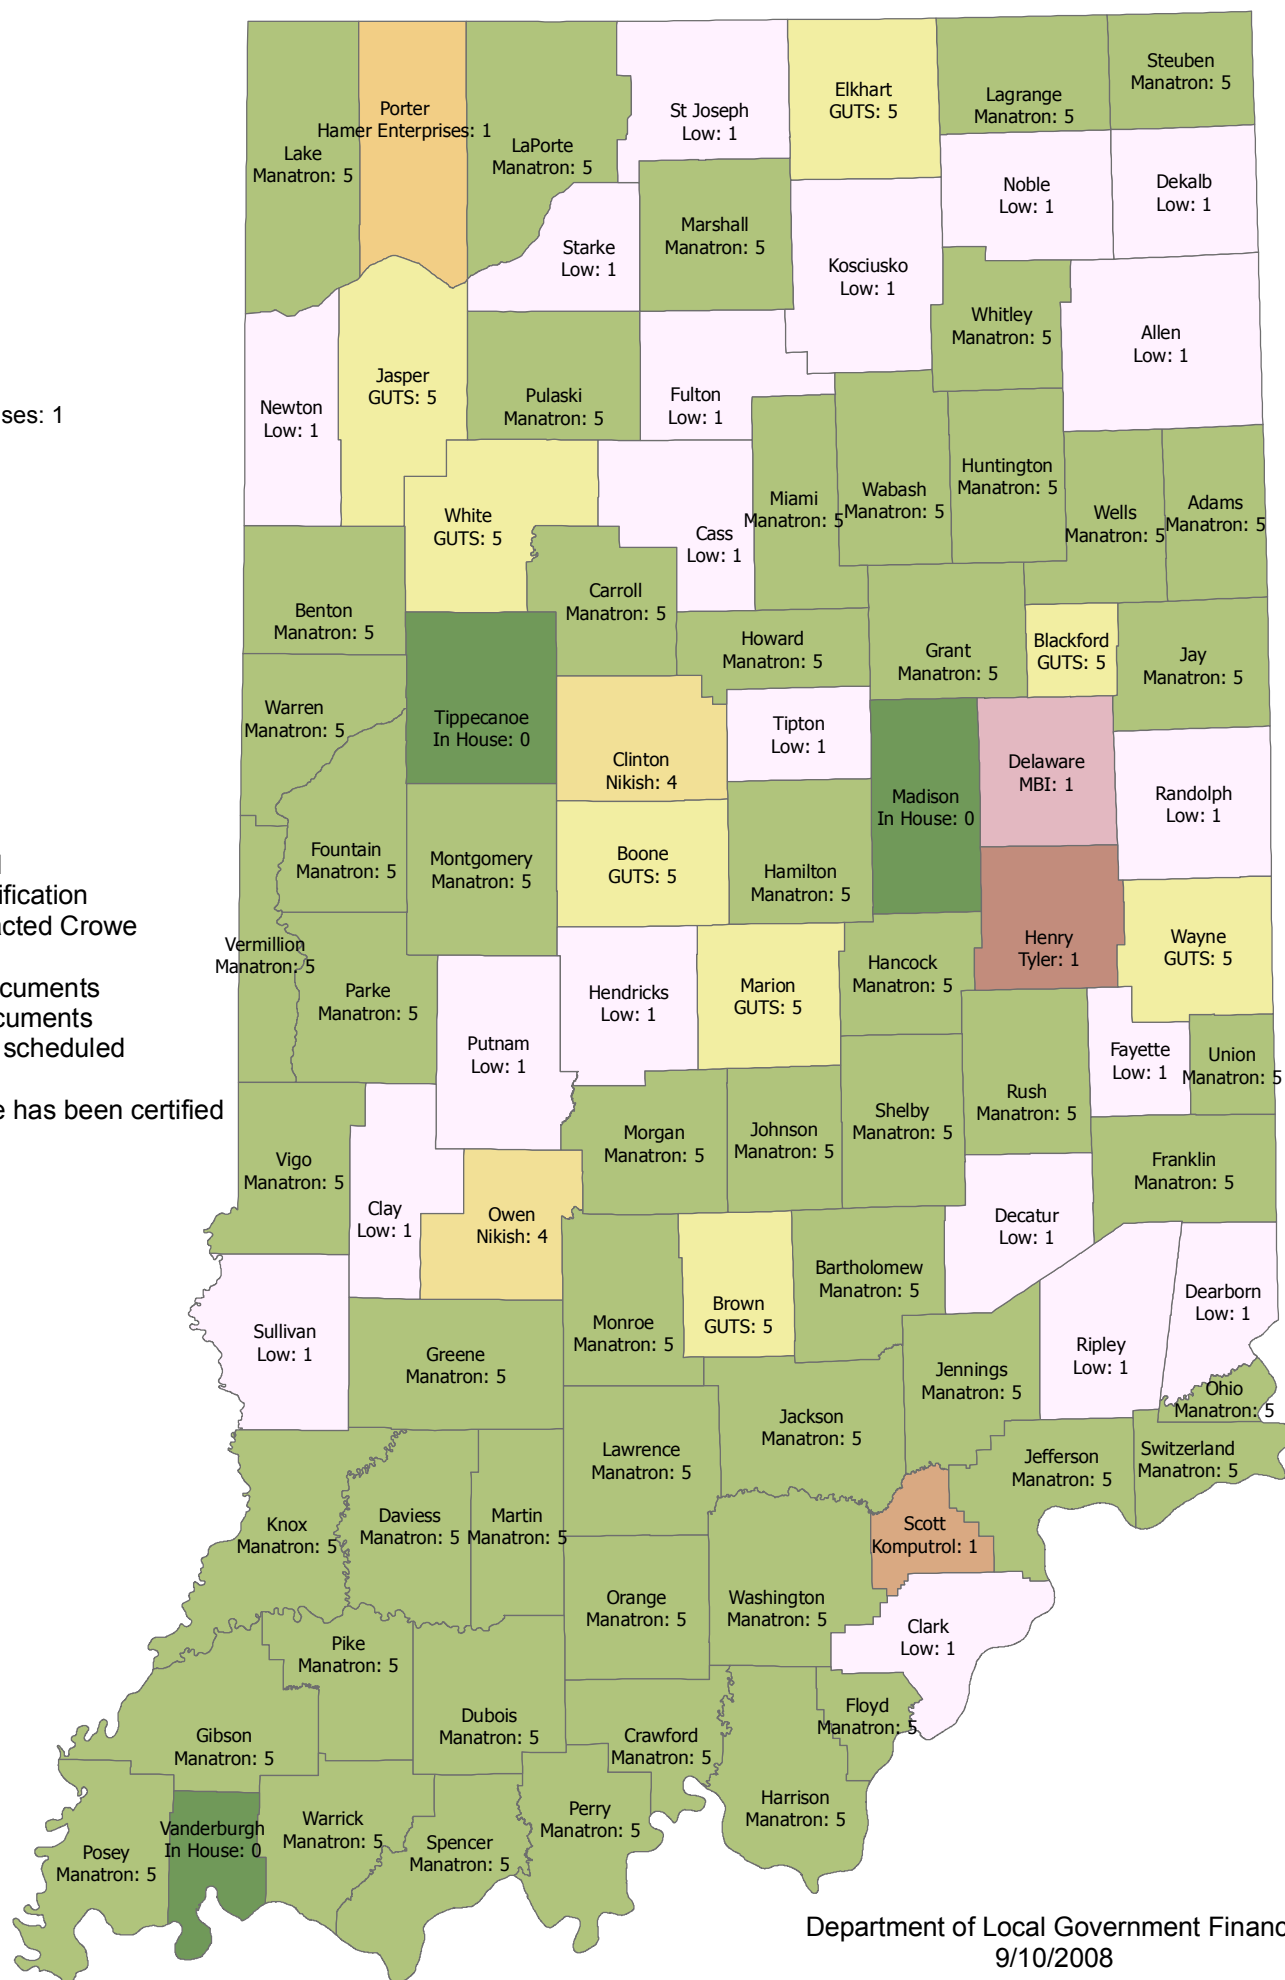 Steuben
Manatron: 5
Elkhart
GUTS: 5
Lagrange
Manatron: 5
Porter
Hamer Enterprises: 1
St Joseph
Low: 1
LaPorte
Manatron: 5
Lake
Manatron: 5
Noble
Low: 1
Dekalb
Low: 1
Marshall
Manatron: 5
Starke
Low: 1
Kosciusko
Low: 1
Whitley
Manatron: 5
Allen
Low: 1
Jasper
GUTS: 5
Pulaski
Manatron: 5
Fulton
Low: 1
Newton
Low: 1
ses: 1
Huntington
Manatron: 5
Miami
Manatron: 5
Wabash
Manatron: 5
Wells
Manatron: 5
Adams
Manatron: 5
White
GUTS: 5
Cass
Low: 1
Carroll
Manatron: 5
Benton
Manatron: 5
Howard
Manatron: 5
Grant
Manatron: 5
Blackford
GUTS: 5
Jay
Manatron: 5
Warren
Manatron: 5
Tippecanoe
In House: 0
Tipton
Low: 1
Clinton
Nikish: 4
Delaware
MBI: 1
Madison
In House: 0
Randolph
Low: 1
Fountain
Manatron: 5
Montgomery
Manatron: 5
Boone
GUTS: 5
Hamilton
Manatron: 5
ification
acted Crowe
Vermillion
Manatron: 5
Henry
Tyler: 1
Wayne
GUTS: 5
Hancock
Manatron: 5
Parke
Manatron: 5
Hendricks
Low: 1
Marion
GUTS: 5
cuments
cuments
scheduled
Putnam
Low: 1
Fayette
Low: 1
Union
Manatron: 5
e has been certified
Rush
Manatron: 5
Shelby
Manatron: 5
Morgan
Manatron: 5
Johnson
Manatron: 5
Vigo
Manatron: 5
Franklin
Manatron: 5
Clay
Low: 1
Owen
Nikish: 4
Decatur
Low: 1
Bartholomew
Manatron: 5
Brown
GUTS: 5
Dearborn
Low: 1
Sullivan
Low: 1
Monroe
Manatron: 5
Greene
Manatron: 5
Ripley
Low: 1
Jennings
Manatron: 5
Ohio
Manatron: 5
Jackson
Manatron: 5
Lawrence
Manatron: 5
Jefferson
Manatron: 5
Switzerland
Manatron: 5
Knox
Manatron: 5
Daviess
Manatron: 5
Martin
Manatron: 5
Scott
Komputrol: 1
Orange
Manatron: 5
Washington
Manatron: 5
Clark
Low: 1
Pike
Manatron: 5
Floyd
Manatron: 5
Dubois
Manatron: 5
Gibson
Manatron: 5
Crawford
Manatron: 5
Harrison
Manatron: 5
Perry
Manatron: 5
Warrick
Manatron: 5
Vanderburgh
In House: 0
Spencer
Manatron: 5
Posey
Manatron: 5
Department of Local Government Financ
9/10/2008